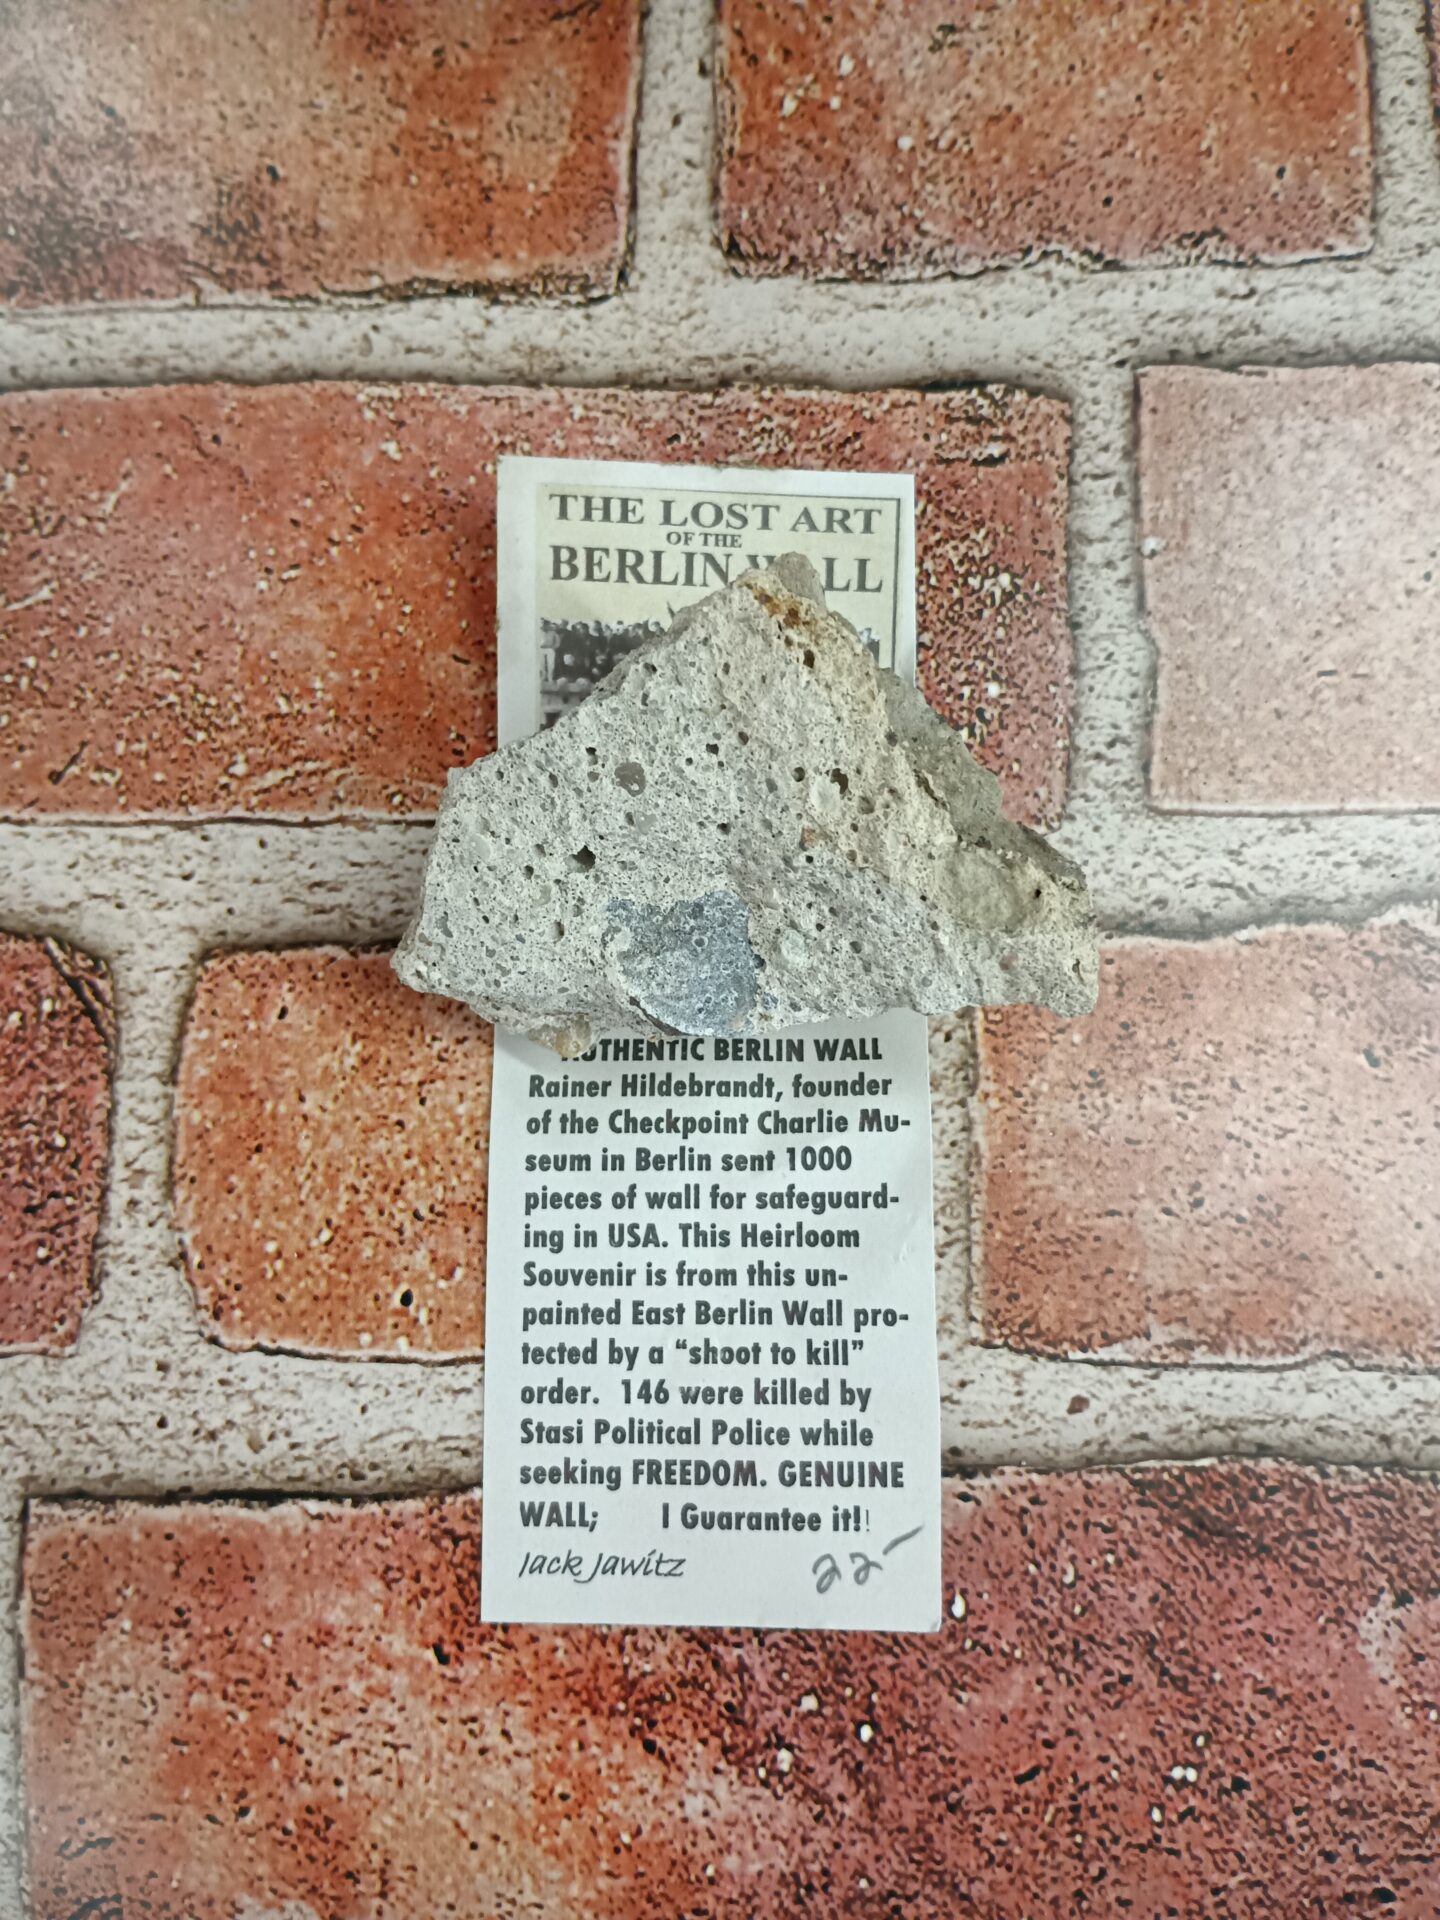 THE LOST ART
OF THE
BERLIN WALL
AUTHENTIC BERLIN WALL
Rainer Hildebrandt, founder
of the Checkpoint Charlie Mu-
seum in Berlin sent 1000
pieces of wall for safeguard-
ing in USA. This Heirloom
Souvenir is from this un-
painted East Berlin Wall pro-
tected by a “shoot to kill”
order. 146 were killed by
Stasi Political Police while
seeking FREEDOM. GENUINE
WALL; I Guarantee it!!
Jack Jawitz 22-